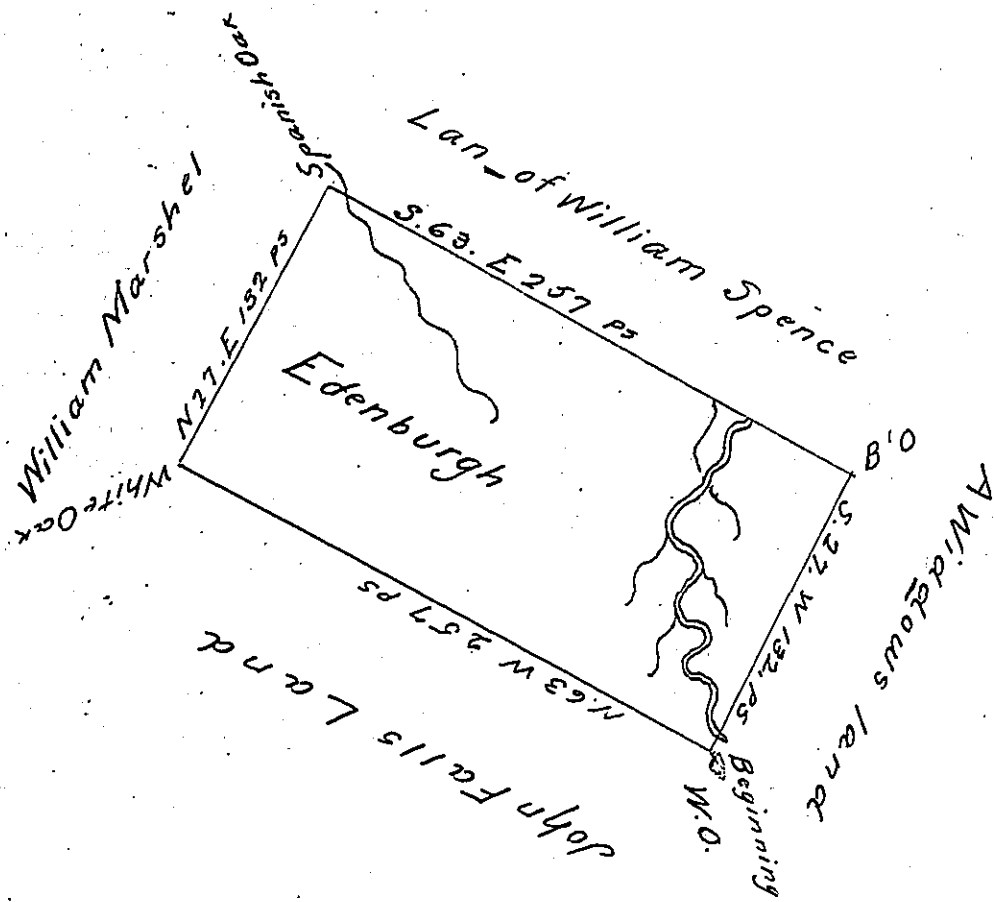 Spanish Oak
Lan_of William Spence
S.63. E 257 ps
William Marshel
N27.E 132 ps
Edenburgh
White Oak
B,O
A Widdows land
S.27. W 132, ps
N.63 W 257 ps
John Falls Land
Beginning
W.O.